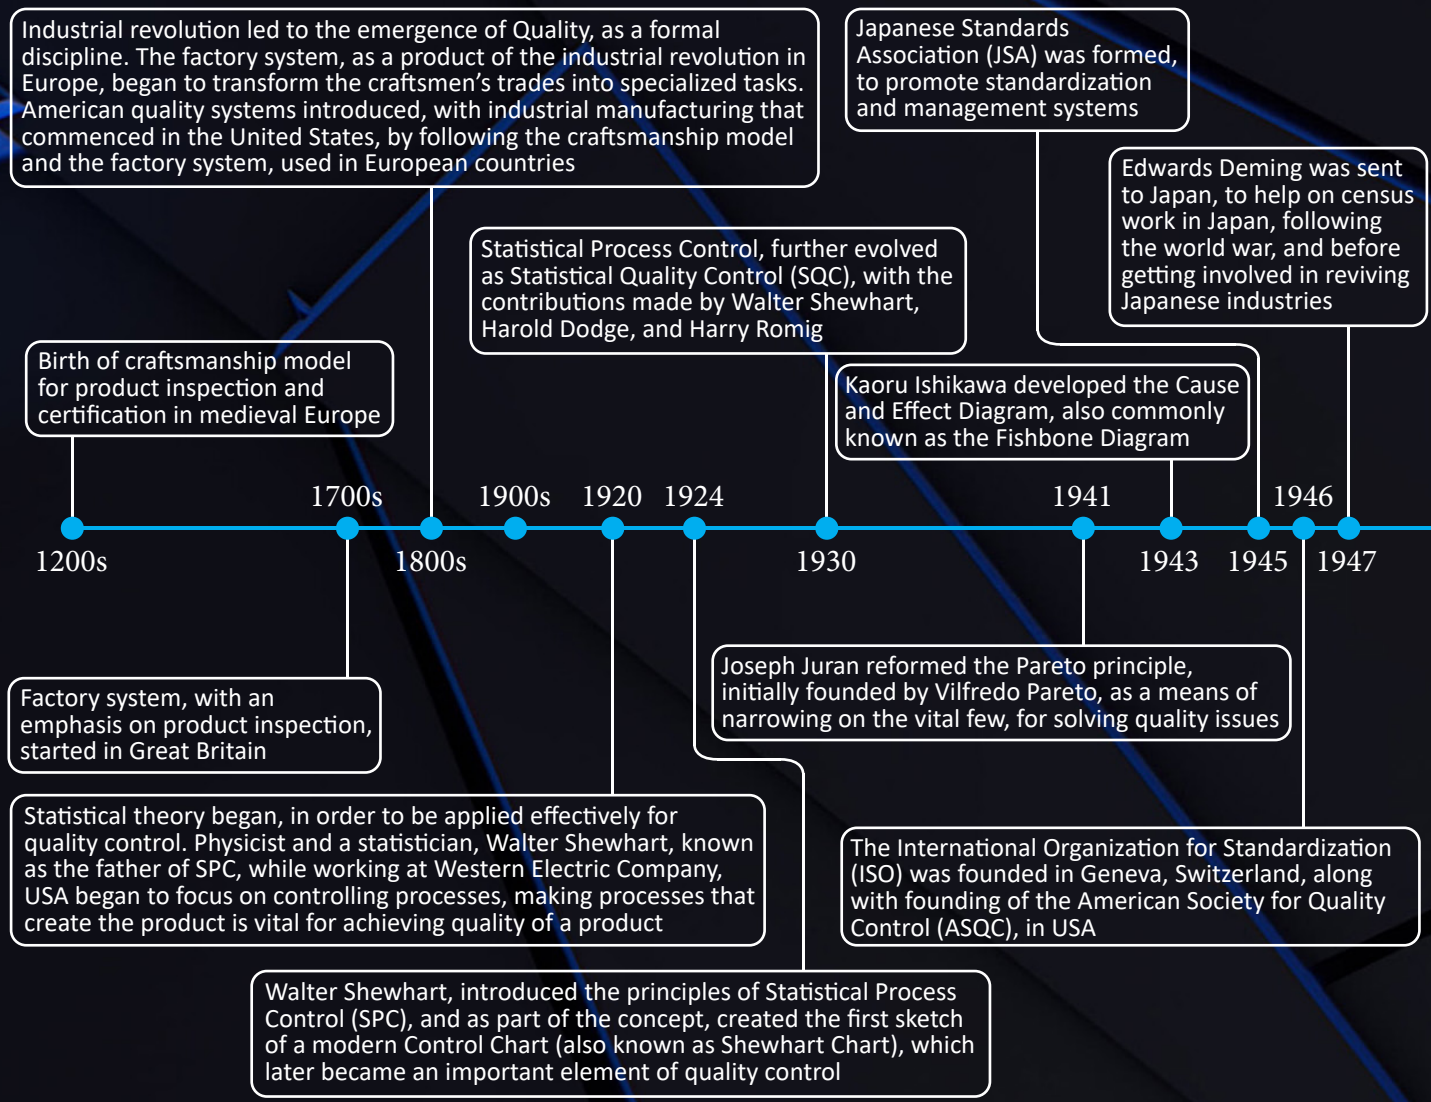 Industrial revolution led to the emergence of Quality, as a formal
discipline. The factory system, as a product of the industrial revolution in
Europe, began to transform the craftsmen's trades into specialized tasks.
American quality systems introduced, with industrial manufacturing that
commenced in the United States, by following the craftsmanship model
and the factory system, used in European countries
Japanese Standards
Association (JSA) was formed,
to promote standardization
and management systems
Edwards Deming was sent
to Japan, to help on census
work in Japan, following
the world war, and before
getting involved in reviving
Japanese industries
Statistical Process Control, further evolved
as Statistical Quality Control (SQC), with the
contributions made by Walter Shewhart,
Harold Dodge, and Harry Romig
Birth of craftsmanship model
for product inspection and
certification in medieval Europe
Kaoru Ishikawa developed the Cause
and Effect Diagram, also commonly
known as the Fishbone Diagram
1700s 1900s 1920 1924 1941 1946
1200s 1800s 1930 1943 1945 1947
Factory system, with an
emphasis on product inspection,
started in Great Britain
Joseph Juran reformed the Pareto principle,
initially founded by Vilfredo Pareto, as a means of
narrowing on the vital few, for solving quality issues
Statistical theory began, in order to be applied effectively for
quality control. Physicist and a statistician, Walter Shewhart, known
as the father of SPC, while working at Western Electric Company,
USA began to focus on controlling processes, making processes that
create the product is vital for achieving quality of a product
The International Organization for Standardization
(ISO) was founded in Geneva, Switzerland, along
with founding of the American Society for Quality
Control (ASQC), in USA
Walter Shewhart, introduced the principles of Statistical Process
Control (SPC), and as part of the concept, created the first sketch
of a modern Control Chart (also known as Shewhart Chart), which
later became an important element of quality control